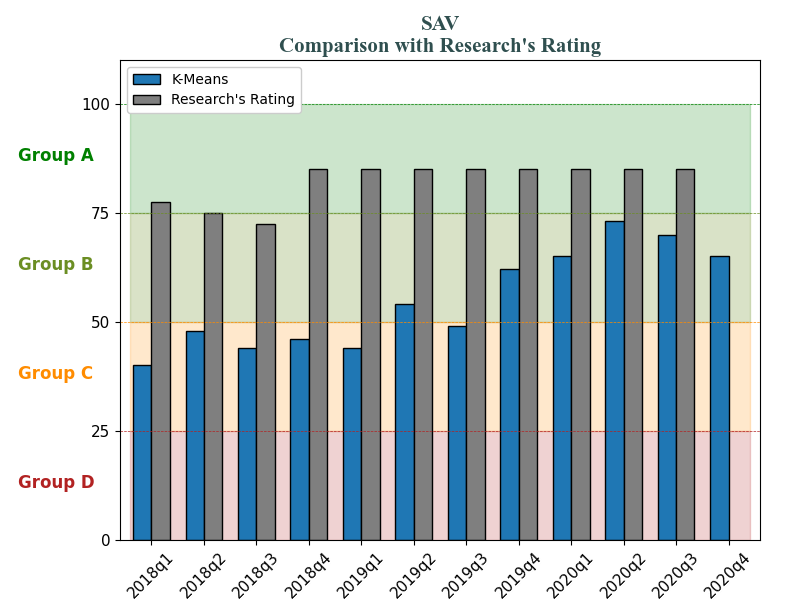 SAV
Comparison with Research's Rating
K-Means
Research's Rating
100
Group A
75
Group B
50
Group C
25
Group D
0
2018q1
2018q2
2018q3
2018q4
2019q1
2019q2
2019q3
2019q4
2020q1
2020q2
2020q3
2020q4